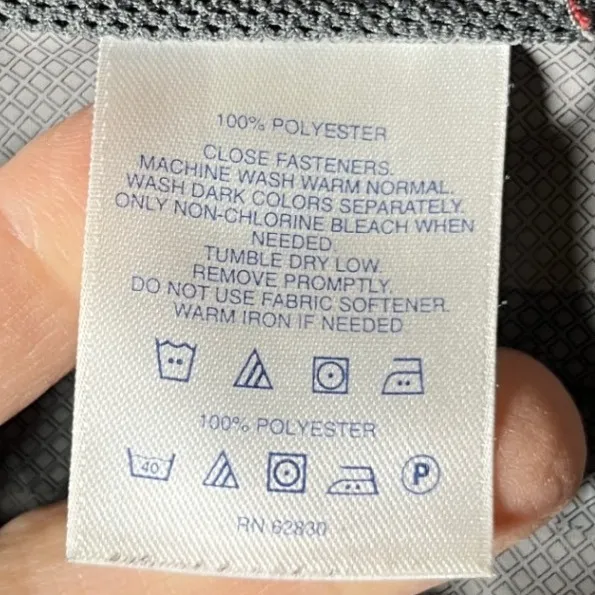 100% POLYESTER
CLOSE FASTENERS.
MACHINE WASH WARM NORMAL.
WASH DARK COLORS SEPARATELY.
ONLY NON-CHLORINE BLEACH WHEN
NEEDED.
TUMBLE DRY LOW.
REMOVE PROMPTLY.
DO NOT USE FABRIC SOFTENER.
WARM IRON IF NEEDED
100% POLYESTER
40 P
RN 62830